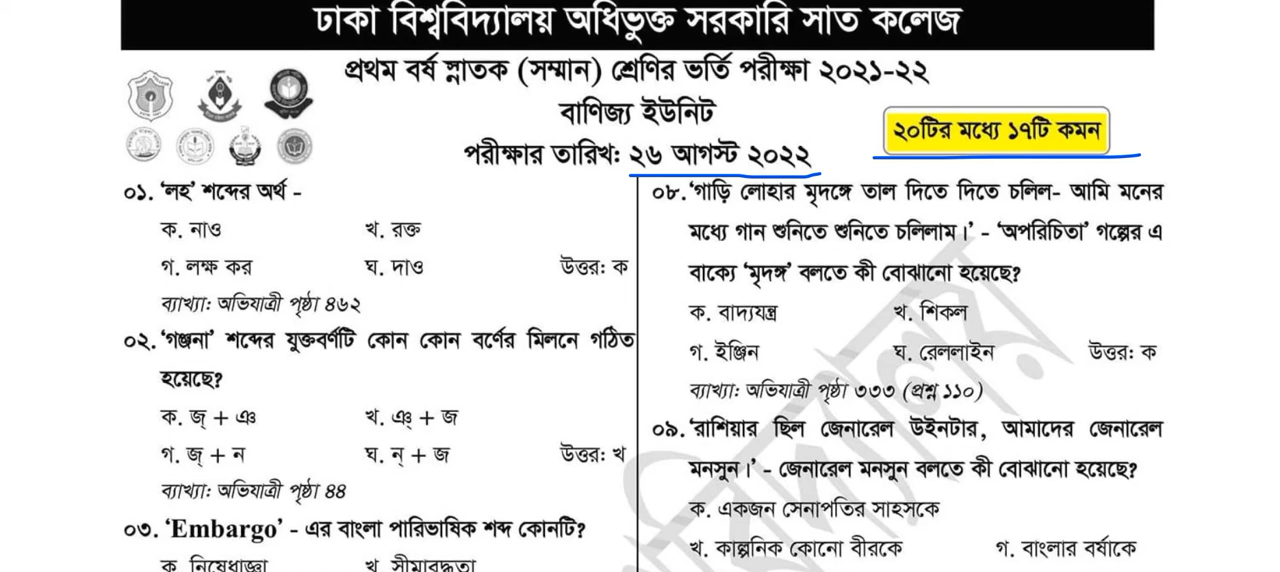 ঢাকা বিশ্ববিদ্যালয় অধিভুক্ত সরকারি সাত কলেজ
প্রথম বর্ষ স্নাতক (সম্মান) শ্রেণির ভর্তি পরীক্ষা ২০২১-২২
বাণিজ্য ইউনিট
২০টির মধ্যে ১৭টি কমন
পরীক্ষার তারিখ: ২৬ আগস্ট ২০২২
০১. ‘লহ’ শব্দের অর্থ -
ক. নাও খ. রক্ত
গ. লক্ষ কর ঘ. দাও উত্তর: ক
ব্যাখ্যা: অভিযাত্রী পৃষ্ঠা ৪৬২
০২. ‘গঞ্জনা’ শব্দের যুক্তবর্ণটি কোন কোন বর্ণের মিলনে গঠিত
হয়েছে?
ক. জ্ + ঞ খ. ঞ্ + জ
গ. জ্ + ন ঘ. ন্ + জ উত্তর: খ
ব্যাখ্যা: অভিযাত্রী পৃষ্ঠা ৪৪
০৩. ‘Embargo’ - এর বাংলা পারিভাষিক শব্দ কোনটি?
ক. নিষেধাজ্ঞা খ. সীমাবদ্ধতা
০৮. ‘গাড়ি লোহার মৃদঙ্গে তাল দিতে দিতে চলিল- আমি মনের
মধ্যে গান শুনিতে শুনিতে চলিলাম।’ - ‘অপরিচিতা’ গল্পের এ
বাক্যে ‘মৃদঙ্গ’ বলতে কী বোঝানো হয়েছে?
ক. বাদ্যযন্ত্র খ. শিকল
গ. ইঞ্জিন ঘ. রেললাইন উত্তর: ক
ব্যাখ্যা: অভিযাত্রী পৃষ্ঠা ৩৩৩ (প্রশ্ন ১১০)
০৯. ‘রাশিয়ার ছিল জেনারেল উইনটার, আমাদের জেনারেল
মনসুন।’ - জেনারেল মনসুন বলতে কী বোঝানো হয়েছে?
ক. একজন সেনাপতির সাহসকে
খ. কাল্পনিক কোনো বীরকে গ. বাংলার বর্ষাকে